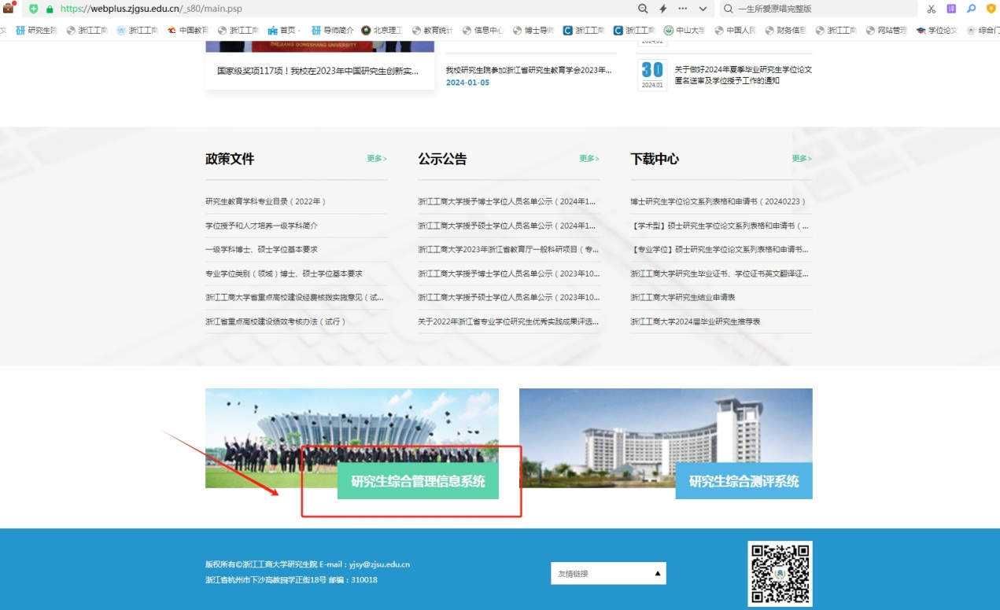 https://webplus.zjgsu.edu.cn/_s80/main.psp
一生所爱原唱完整版
文 研究生院 浙江工商 浙江工商 中国教育 浙江工商 首页 - 导师简介 北京理工 教育统计 信息中心 博士导师 浙江工商 浙江工商 中山大学 中国人民 财务信息 浙江工商 网站管理 学位论文 综合门
ZHEJIANG GONGSHANG UNIVERSITY
国家级奖项117项！我校在2023年中国研究生创新实...
我校研究生院参加浙江省研究生教育学会2023年...
2024-01-05
2024.02
30
2024.01
关于做好2024年夏季毕业研究生学位论文
匿名送审及学位授予工作的通知
政策文件
更多>
研究生教育学科专业目录（2022年）
学位授予和人才培养一级学科简介
一级学科博士、硕士学位基本要求
专业学位类别（领域）博士、硕士学位基本要求
浙江工商大学省重点高校建设经费核拨实施意见（试...
浙江省重点高校建设绩效考核办法（试行）
公示公告
更多>
浙江工商大学授予博士学位人员名单公示（2024年1...
浙江工商大学授予硕士学位人员名单公示（2024年1...
浙江工商大学2023年浙江省教育厅一般科研项目（专...
浙江工商大学授予博士学位人员名单公示（2023年10...
浙江工商大学授予硕士学位人员名单公示（2023年10...
关于2022年浙江省专业学位研究生优秀实践成果评选...
下载中心
更多>
博士研究生学位论文系列表格和申请书（20240223）
【学术型】硕士研究生学位论文系列表格和申请书（...
【专业学位】硕士研究生学位论文系列表格和申请书...
浙江工商大学研究生毕业证书、学位证书英文翻译证...
浙江工商大学研究生结业申请表
浙江工商大学2024届毕业研究生推荐表
研究生综合管理信息系统
研究生综合测评系统
版权所有©浙江工商大学研究生院 E-mail：yjsy@zjsu.edu.cn
浙江省杭州市下沙高教园学正街18号 邮编：310018
友情链接